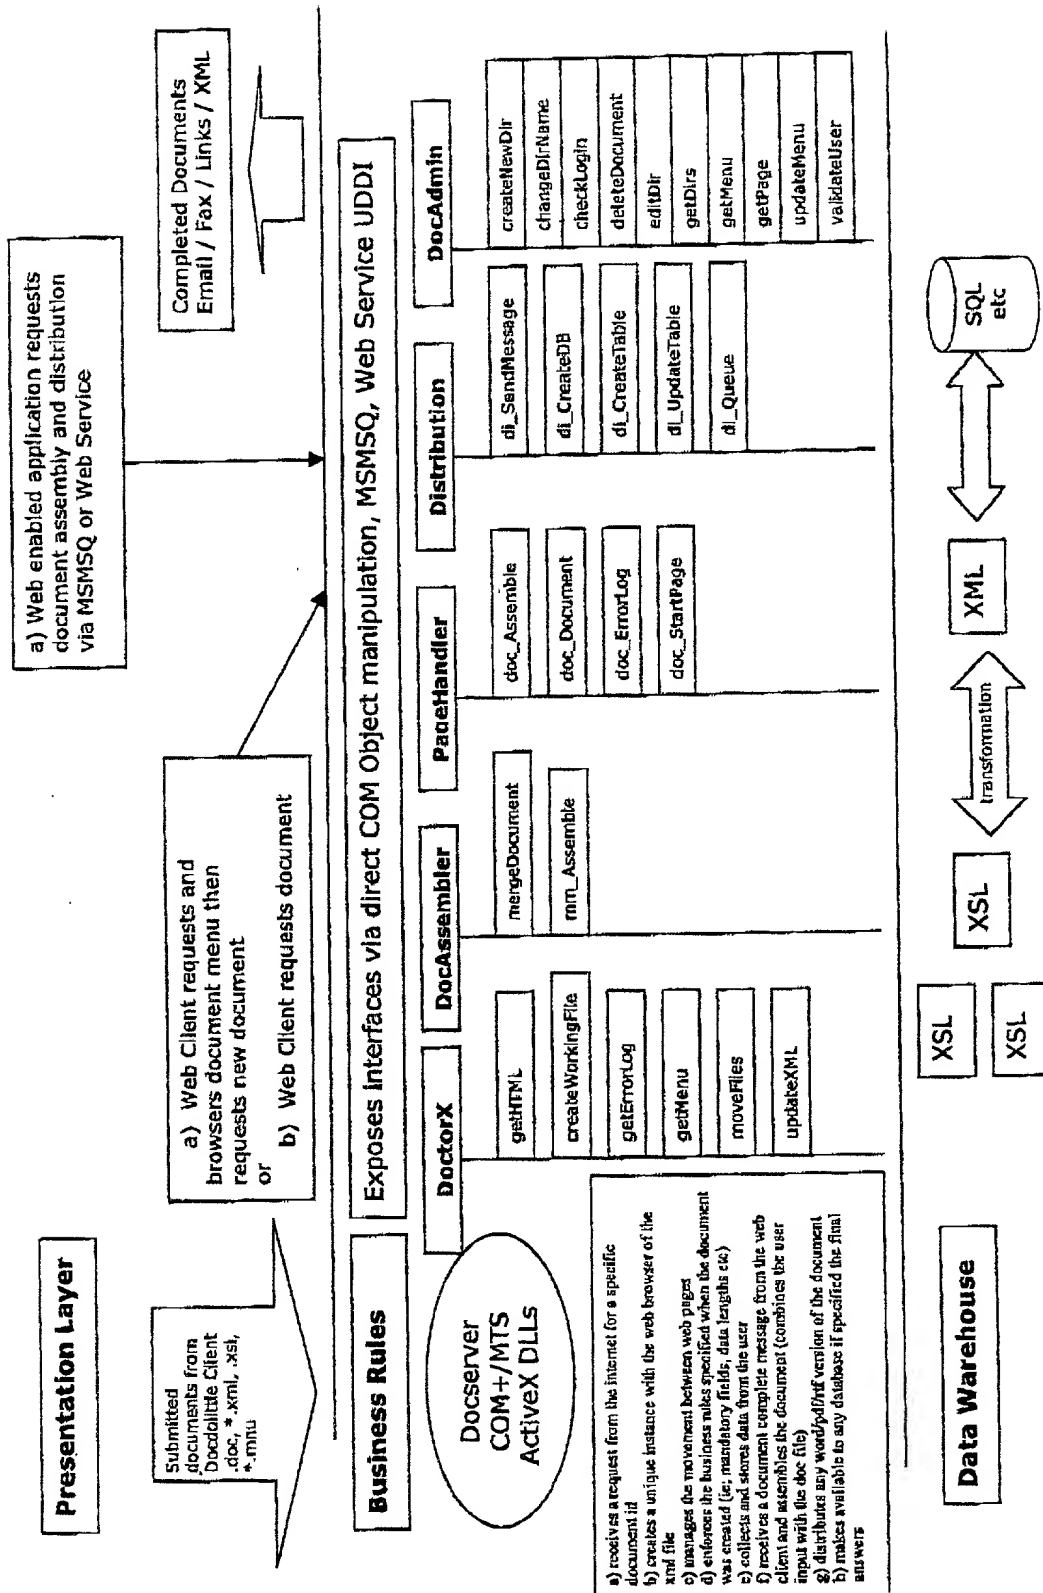 Presentation Layer
Submitted
documents from
Docdolittle Client
.doc, *.xml, .xsl,
*.mnu
a) Web Client requests and
browsers document menu then
requests new document
or
b) Web Client requests document
a) Web enabled application requests
document assembly and distribution
via MSMSQ or Web Service
Completed Documents
Email / Fax / Links / XML
Business Rules
Exposes Interfaces via direct COM Object manipulation, MSMSQ, Web Service UDDI
Docserver
COM+/MTS
ActiveX DLLs
a) receives a request from the internet for a specific
document id
b) creates a unique instance with the web browser of the
xml file
c) manages the movement between web pages
d) enforces the business rules specified when the document
was created (ie; mandatory fields, data lengths etc)
e) collects and stores data from the user
f) receives a document complete message from the web
client and assembles the document (combines the user
input with the doc file)
g) distributes any word/pdf/rtf version of the document
h) makes available to any database if specified the final
answers
DoctorX
getHTML
createWorkingFile
getErrorLog
getMenu
moveFiles
updateXML
DocAssembler
mergeDocument
mm_Assemble
PageHandler
doc_Assemble
doc_Document
doc_ErrorLog
doc_StartPage
Distribution
di_SendMessage
di_CreateDB
di_CreateTable
di_UpdateTable
di_Queue
DocAdmin
createNewDir
changeDirName
checkLogin
deleteDocument
editDir
getDirs
getMenu
getPage
updateMenu
validateUser
Data Warehouse
XSL
XSL
XSL
transformation
XML
SQL
etc